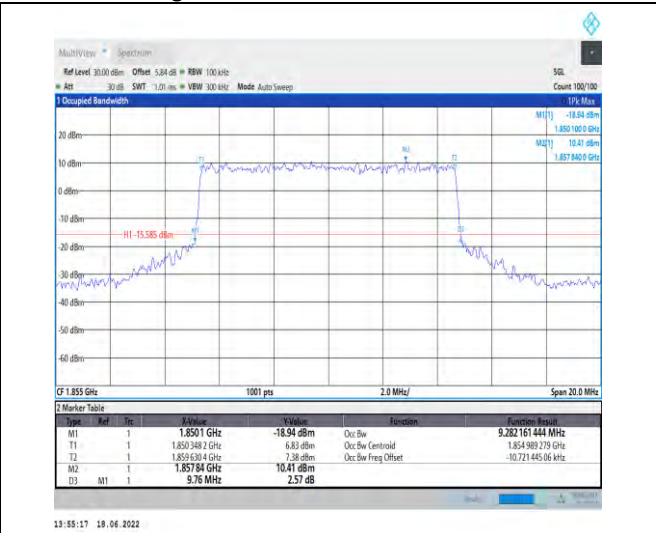 MultiView Spectrum
Ref Level 30.00 dBm Offset 5.84 dB RBW 100 kHz SGL
Att 30 dB SWT 1.01 ms VBW 300 kHz Mode Auto Sweep Count 100/100
1 Occupied Bandwidth 1Pk Max
M1[1] -18.94 dBm
1.850 100 0 GHz
M2[1] 10.41 dBm
1.857 840 0 GHz
20 dBm
M2
T1 T2
10 dBm
0 dBm
-10 dBm
M1 D3
H1 -15.585 dBm
-20 dBm
-30 dBm
-40 dBm
-50 dBm
-60 dBm
CF 1.855 GHz 1001 pts 2.0 MHz/ Span 20.0 MHz
2 Marker Table
Type Ref Trc X-Value Y-Value Function Function Result
M1 1 1.8501 GHz -18.94 dBm Occ Bw 9.282 161 444 MHz
T1 1 1.850 348 2 GHz 6.83 dBm Occ Bw Centroid 1.854 989 279 GHz
T2 1 1.859 630 4 GHz 7.38 dBm Occ Bw Freq Offset -10.721 445 06 kHz
M2 1 1.857 84 GHz 10.41 dBm
D3 M1 1 9.76 MHz 2.57 dB
13:55:17 18.06.2022